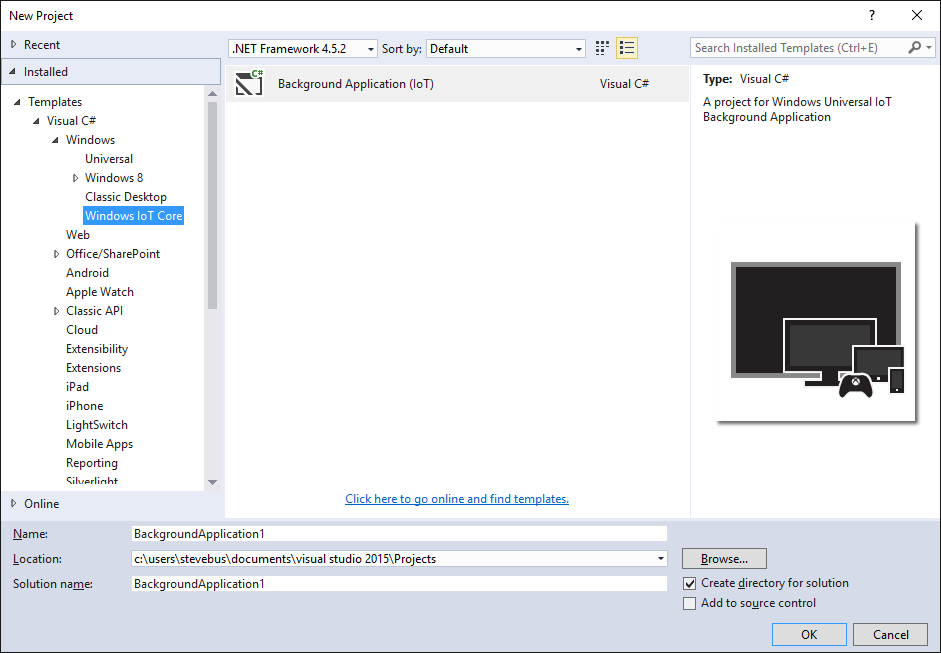 New Project
?
Recent
.NET Framework 4.5.2
Sort by:
Default
Search Installed Templates (Ctrl+E)
Installed
Templates
Visual C#
Windows
Universal
Windows 8
Classic Desktop
Windows IoT Core
Web
Office/SharePoint
Android
Apple Watch
Classic API
Cloud
Extensibility
Extensions
iPad
iPhone
LightSwitch
Mobile Apps
Reporting
Silverlight
Online
C#
Background Application (IoT)
Visual C#
Click here to go online and find templates.
Type: Visual C#
A project for Windows Universal IoT
Background Application
Name:
BackgroundApplication1
Location:
c:\users\stevebus\documents\visual studio 2015\Projects
Browse...
Solution name:
BackgroundApplication1
Create directory for solution
Add to source control
OK
Cancel